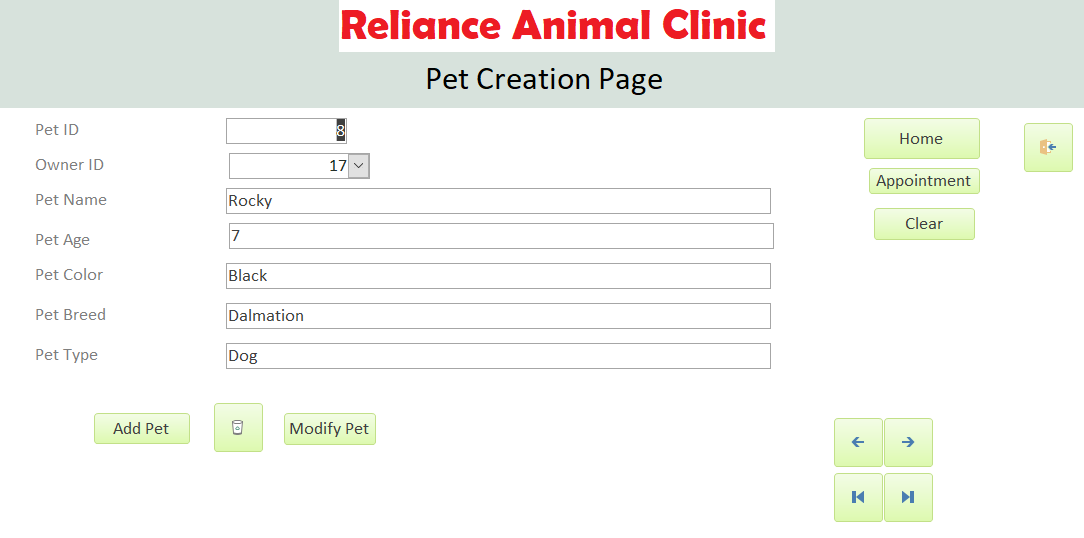 Reliance Animal Clinic
Pet Creation Page
Pet ID 8
Home
Owner ID 17
Appointment
Pet Name Rocky
Clear
Pet Age 7
Pet Color Black
Pet Breed Dalmation
Pet Type Dog
Add Pet Modify Pet